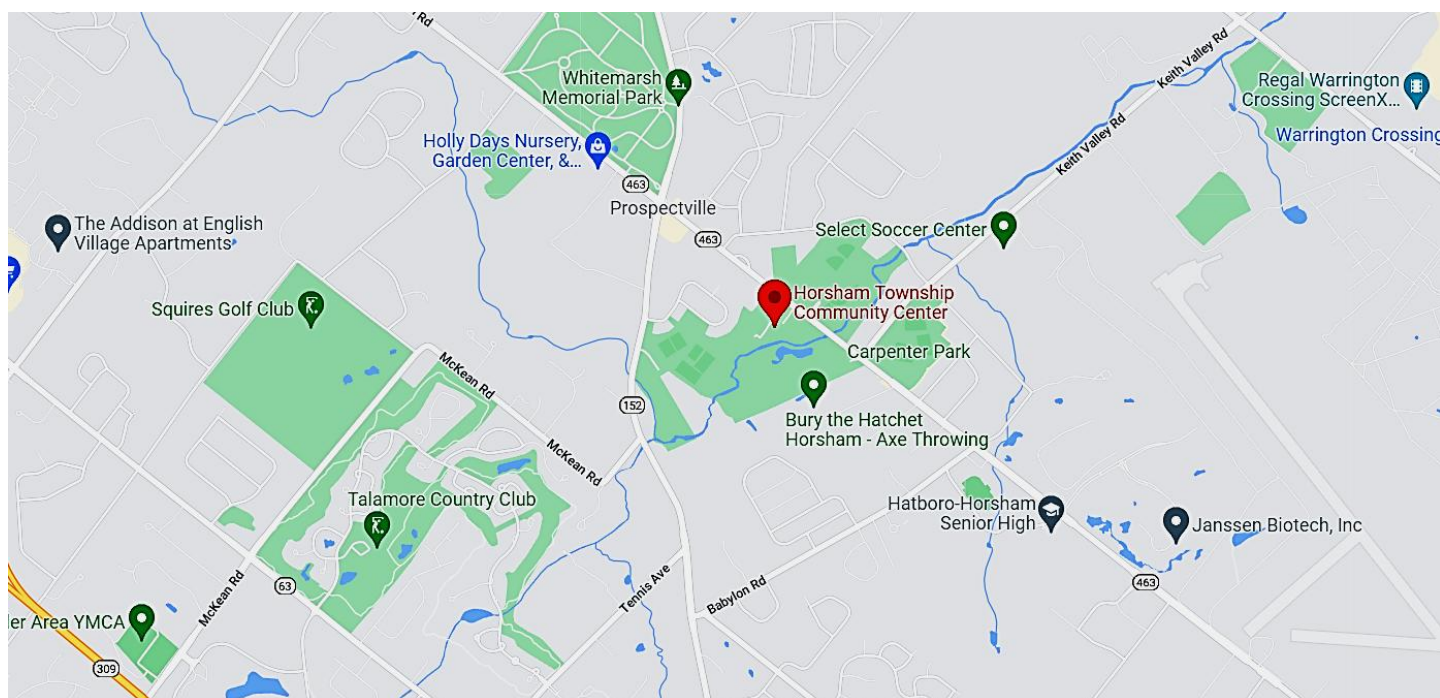 Rd
Whitemarsh
Memorial Park
Keith Valley Rd
Regal Warrington
Crossing ScreenX...
Warrington Crossing
Holly Days Nursery,
Garden Center, &...
Keith Valley Rd
463
Prospectville
The Addison at English
Village Apartments
463
Select Soccer Center
Squires Golf Club
Horsham Township
Community Center
McKean Rd
Carpenter Park
152
Bury the Hatchet
Horsham - Axe Throwing
McKean Rd
Talamore Country Club
Hatboro-Horsham
Senior High
Janssen Biotech, Inc
McKean Rd
63
Tennis Ave
Babylon Rd
463
ler Area YMCA
309